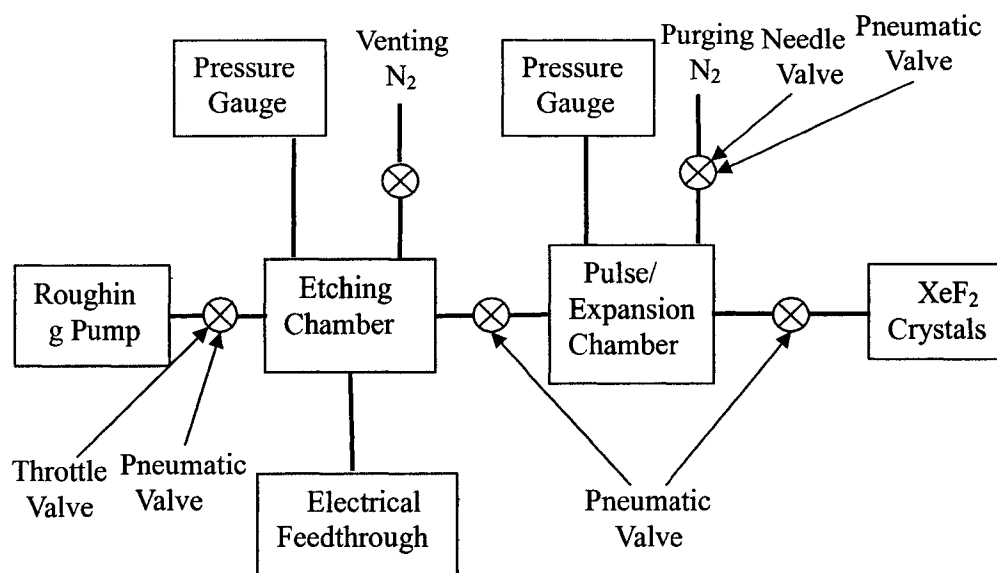 Pressure
Gauge
Venting
N₂
Pressure
Gauge
Purging
N₂
Needle
Valve
Pneumatic
Valve
Roughin
g Pump
Etching
Chamber
Pulse/
Expansion
Chamber
XeF₂
Crystals
Throttle
Valve
Pneumatic
Valve
Electrical
Feedthrough
Pneumatic
Valve